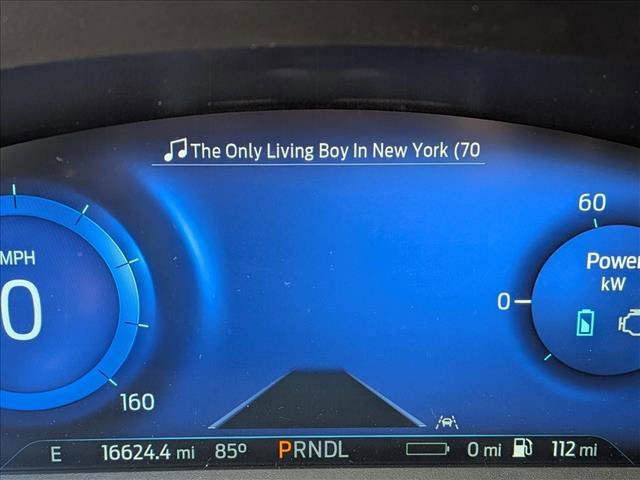 The Only Living Boy In New York (70
60
MPH
Power
kW
0
0
160
E 16624.4 mi 85º PRNDL 0 mi 112 mi